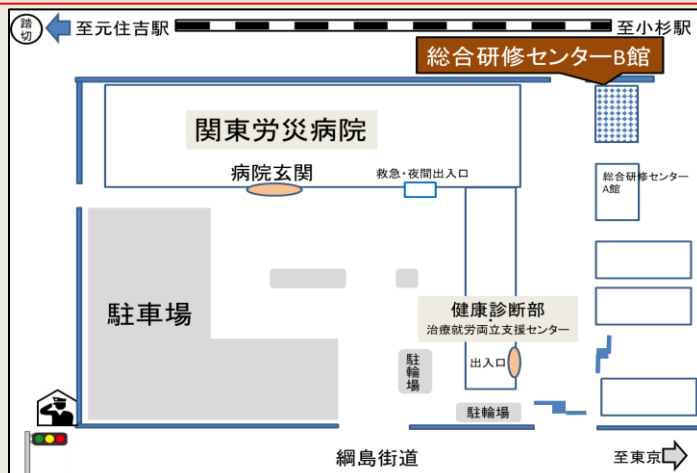 踏切
至元住吉駅
至小杉駅
総合研修センターB館
関東労災病院
病院玄関
救急・夜間出入口
総合研修センター
A館
駐車場
健康診断部
・
治療就労両立支援センター
出入口
駐輪場
駐輪場
綱島街道
至東京